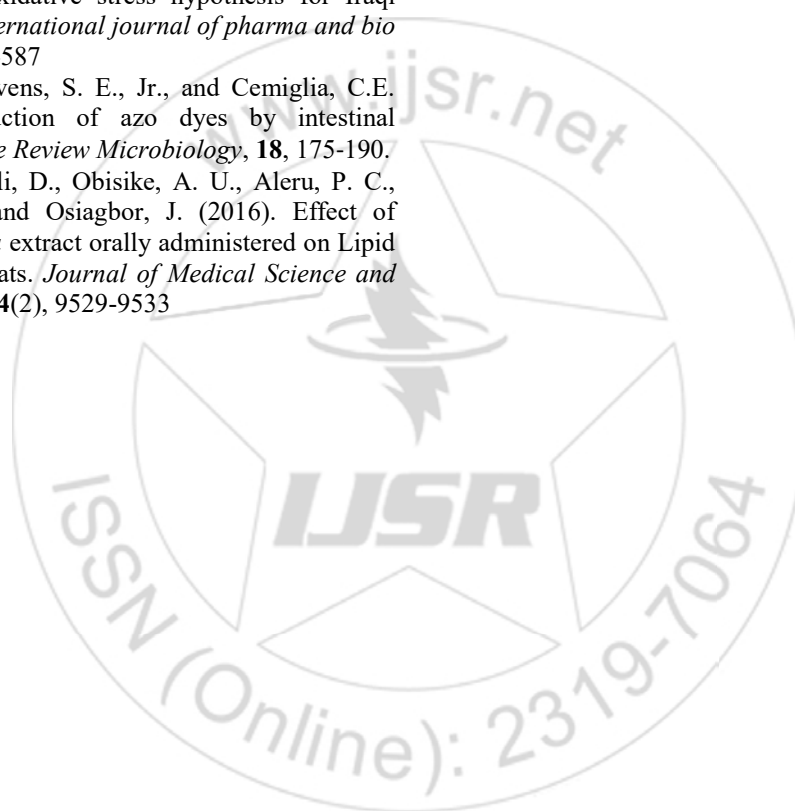 oxidative stress hypothesis for Iraqi
ernational journal of pharma and bio
587
vens, S. E., Jr., and Cemiglia, C.E.
uction of azo dyes by intestinal
e Review Microbiology, 18, 175-190.
li, D., Obisike, A. U., Aleru, P. C.,
and Osiagbor, J. (2016). Effect of
extract orally administered on Lipid
ats. Journal of Medical Science and
4(2), 9529-9533
www.ijsr.net
IJSR
ISSN (Online): 2319-7064